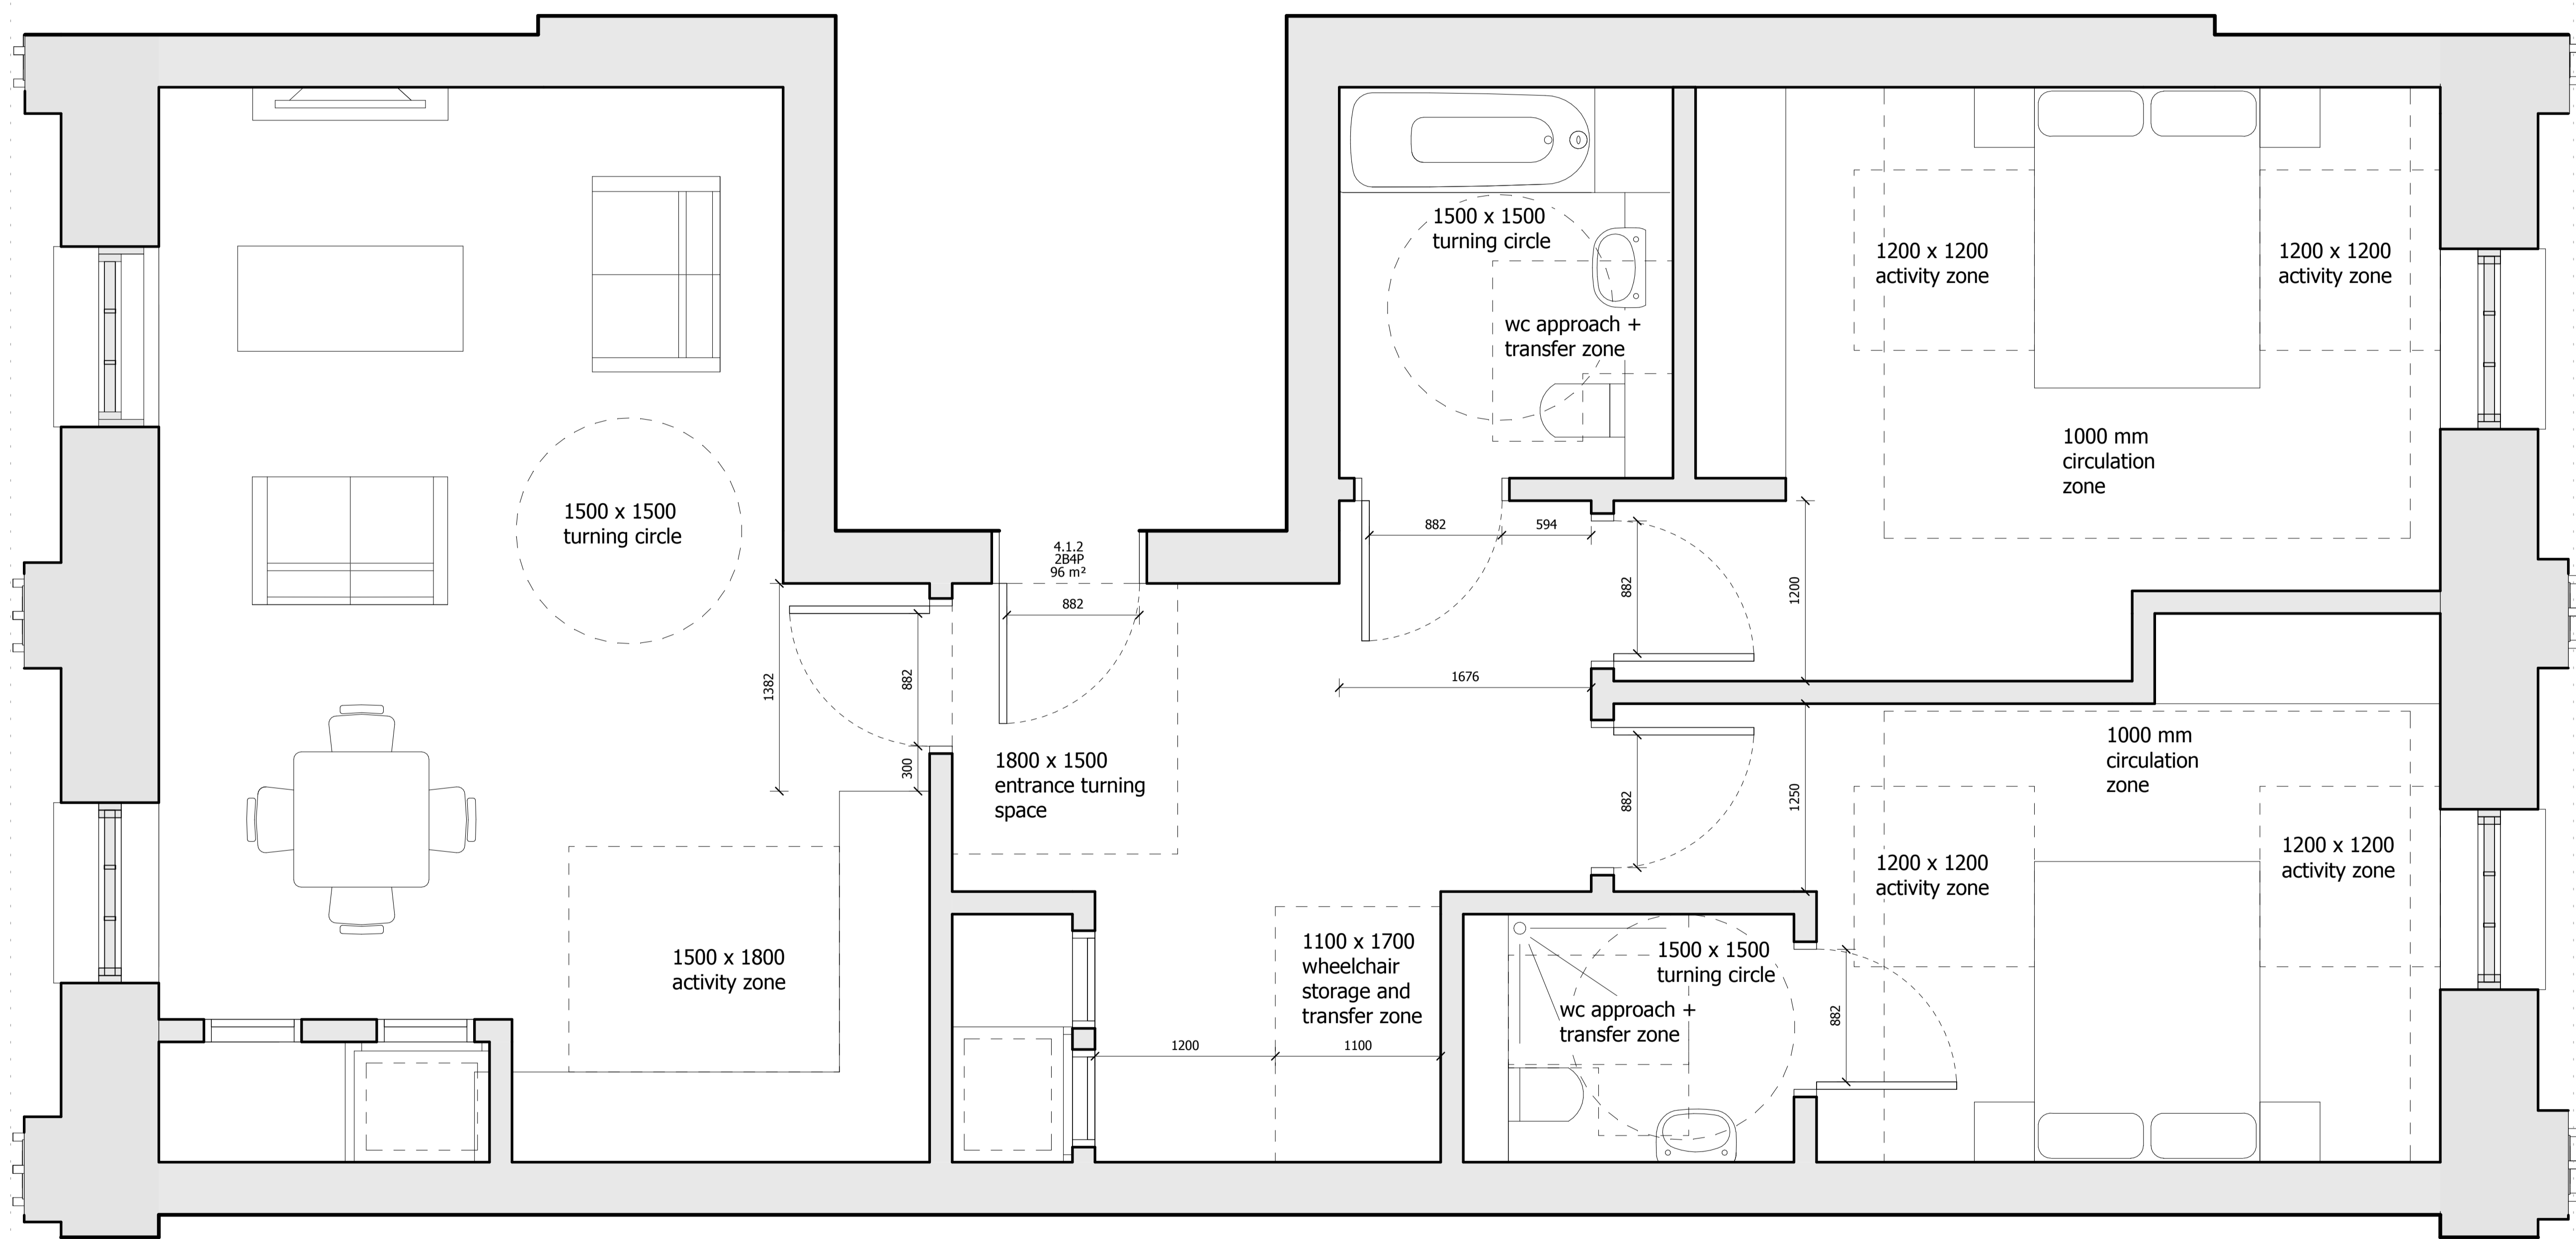 1500 x 1500
turning circle
1200 x 1200
activity zone
1200 x 1200
activity zone
wc approach +
transfer zone
1000 mm
circulation
zone
1500 x 1500
turning circle
882
594
4.1.2
2B4P
96 m²
882
882
1200
882
1382
1676
300
1800 x 1500
entrance turning
space
882
1250
1000 mm
circulation
zone
1200 x 1200
activity zone
1200 x 1200
activity zone
1500 x 1800
activity zone
1100 x 1700
wheelchair
storage and
transfer zone
1500 x 1500
turning circle
wc approach +
transfer zone
882
1200
1100